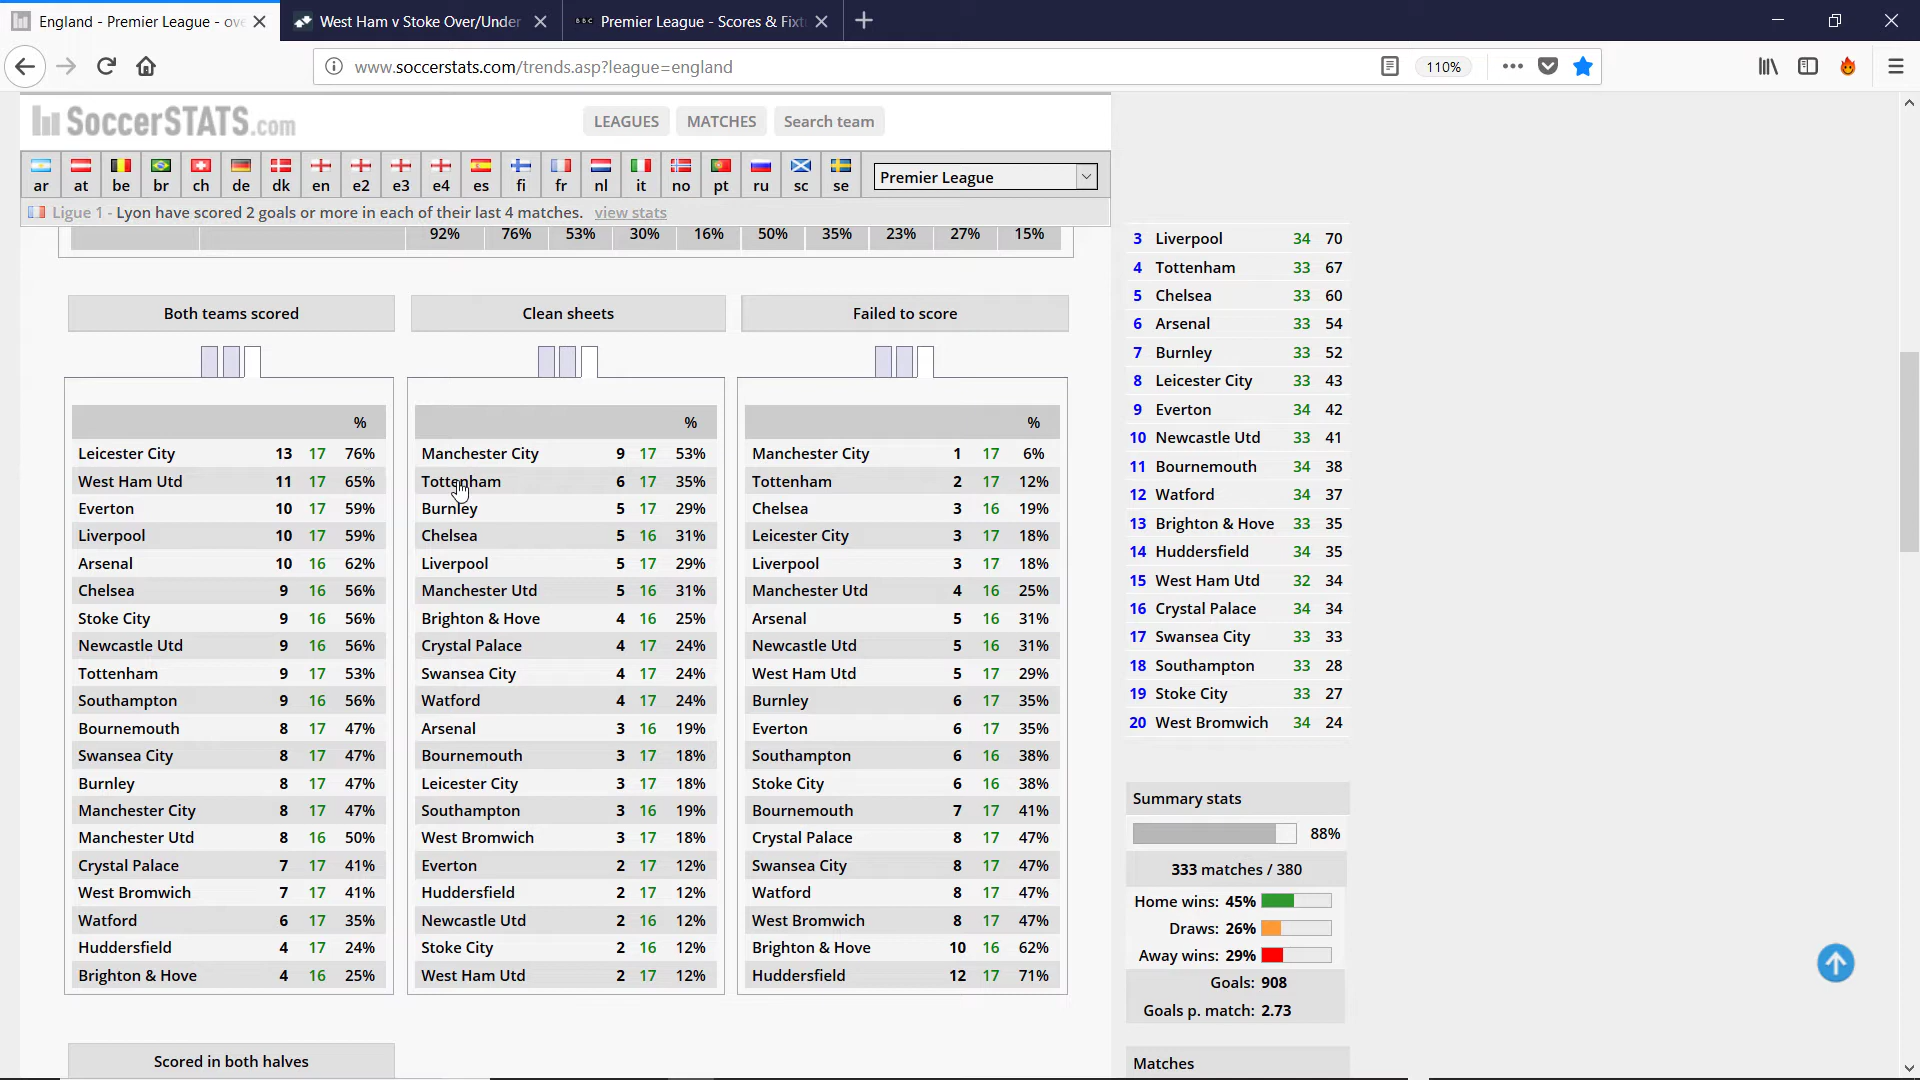 England - Premier League - ov
West Ham v Stoke Over/Under
BBC Premier League - Scores & Fixt
www.soccerstats.com/trends.asp?league=england
110%
SoccerSTATS.com
LEAGUES MATCHES Search team
ar at be br ch de dk en e2 e3 e4 es fi fr nl it no pt ru sc se Premier League
Ligue 1 - Lyon have scored 2 goals or more in each of their last 4 matches. view stats
92% 76% 53% 30% 16% 50% 35% 23% 27% 15%
Both teams scored
%
Leicester City 13 17 76%
West Ham Utd 11 17 65%
Everton 10 17 59%
Liverpool 10 17 59%
Arsenal 10 16 62%
Chelsea 9 16 56%
Stoke City 9 16 56%
Newcastle Utd 9 16 56%
Tottenham 9 17 53%
Southampton 9 16 56%
Bournemouth 8 17 47%
Swansea City 8 17 47%
Burnley 8 17 47%
Manchester City 8 17 47%
Manchester Utd 8 16 50%
Crystal Palace 7 17 41%
West Bromwich 7 17 41%
Watford 6 17 35%
Huddersfield 4 17 24%
Brighton & Hove 4 16 25%
Clean sheets
%
Manchester City 9 17 53%
Tottenham 6 17 35%
Burnley 5 17 29%
Chelsea 5 16 31%
Liverpool 5 17 29%
Manchester Utd 5 16 31%
Brighton & Hove 4 16 25%
Crystal Palace 4 17 24%
Swansea City 4 17 24%
Watford 4 17 24%
Arsenal 3 16 19%
Bournemouth 3 17 18%
Leicester City 3 17 18%
Southampton 3 16 19%
West Bromwich 3 17 18%
Everton 2 17 12%
Huddersfield 2 17 12%
Newcastle Utd 2 16 12%
Stoke City 2 16 12%
West Ham Utd 2 17 12%
Failed to score
%
Manchester City 1 17 6%
Tottenham 2 17 12%
Chelsea 3 16 19%
Leicester City 3 17 18%
Liverpool 3 17 18%
Manchester Utd 4 16 25%
Arsenal 5 16 31%
Newcastle Utd 5 16 31%
West Ham Utd 5 17 29%
Burnley 6 17 35%
Everton 6 17 35%
Southampton 6 16 38%
Stoke City 6 16 38%
Bournemouth 7 17 41%
Crystal Palace 8 17 47%
Swansea City 8 17 47%
Watford 8 17 47%
West Bromwich 8 17 47%
Brighton & Hove 10 16 62%
Huddersfield 12 17 71%
Scored in both halves
3 Liverpool 34 70
4 Tottenham 33 67
5 Chelsea 33 60
6 Arsenal 33 54
7 Burnley 33 52
8 Leicester City 33 43
9 Everton 34 42
10 Newcastle Utd 33 41
11 Bournemouth 34 38
12 Watford 34 37
13 Brighton & Hove 33 35
14 Huddersfield 34 35
15 West Ham Utd 32 34
16 Crystal Palace 34 34
17 Swansea City 33 33
18 Southampton 33 28
19 Stoke City 33 27
20 West Bromwich 34 24
Summary stats
88%
333 matches / 380
Home wins: 45%
Draws: 26%
Away wins: 29%
Goals: 908
Goals p. match: 2.73
Matches